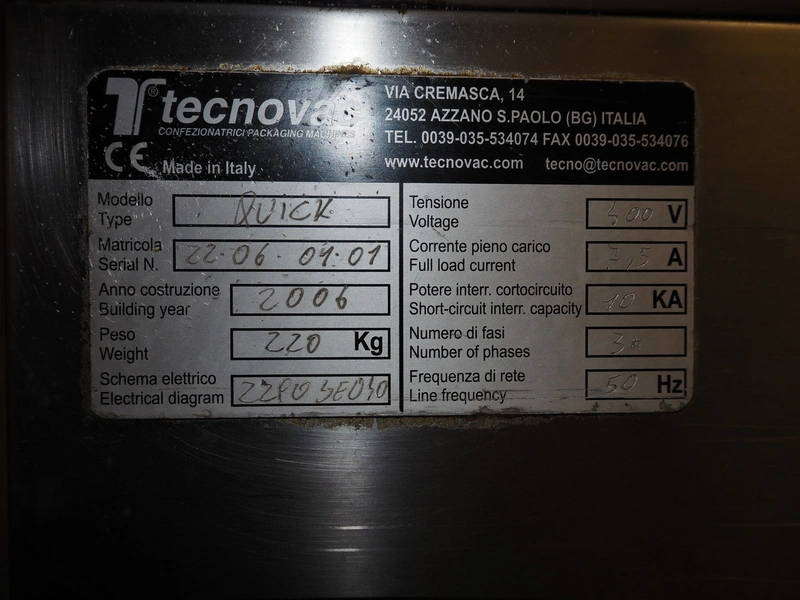 tecnovac
CONFEZIONATRICI PACKAGING MACHINES
CE Made in Italy
VIA CREMASCA, 14
24052 AZZANO S.PAOLO (BG) ITALIA
TEL. 0039-035-534074 FAX 0039-035-534076
www.tecnovac.com tecno@tecnovac.com
Modello
Type QUICK
Matricola
Serial N. 22-06-01-01
Anno costruzione
Building year 2006
Peso
Weight 220 Kg
Schema elettrico
Electrical diagram
Tensione
Voltage 400 V
Corrente pieno carico
Full load current 7,5 A
Potere interr. cortocircuito
Short-circuit interr. capacity 10 KA
Numero di fasi
Number of phases
Frequenza di rete
Line frequency 50 Hz